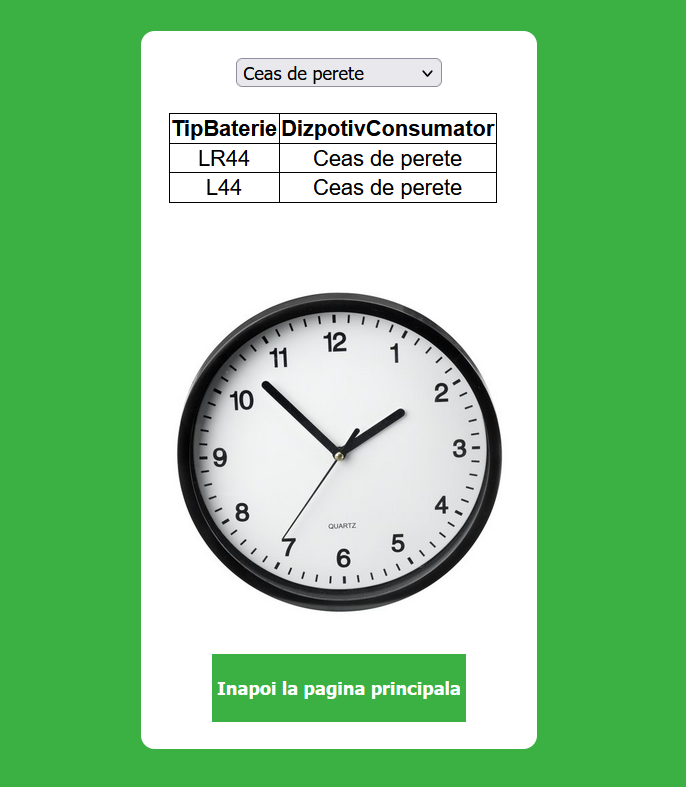 Ceas de perete
TipBaterie DizpotivConsumator
LR44 Ceas de perete
L44 Ceas de perete
12
11 1
10 2
9 3
8 4
7 5
6
QUARTZ
Inapoi la pagina principala